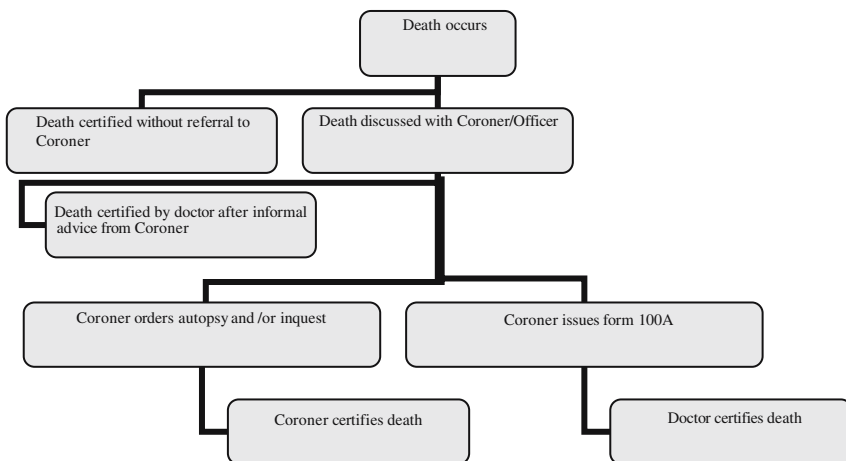 Death occurs
Death certified without referral to
Coroner
Death discussed with Coroner/Officer
Death certified by doctor after informal
advice from Coroner
Coroner orders autopsy and /or inquest
Coroner issues form 100A
Coroner certifies death
Doctor certifies death